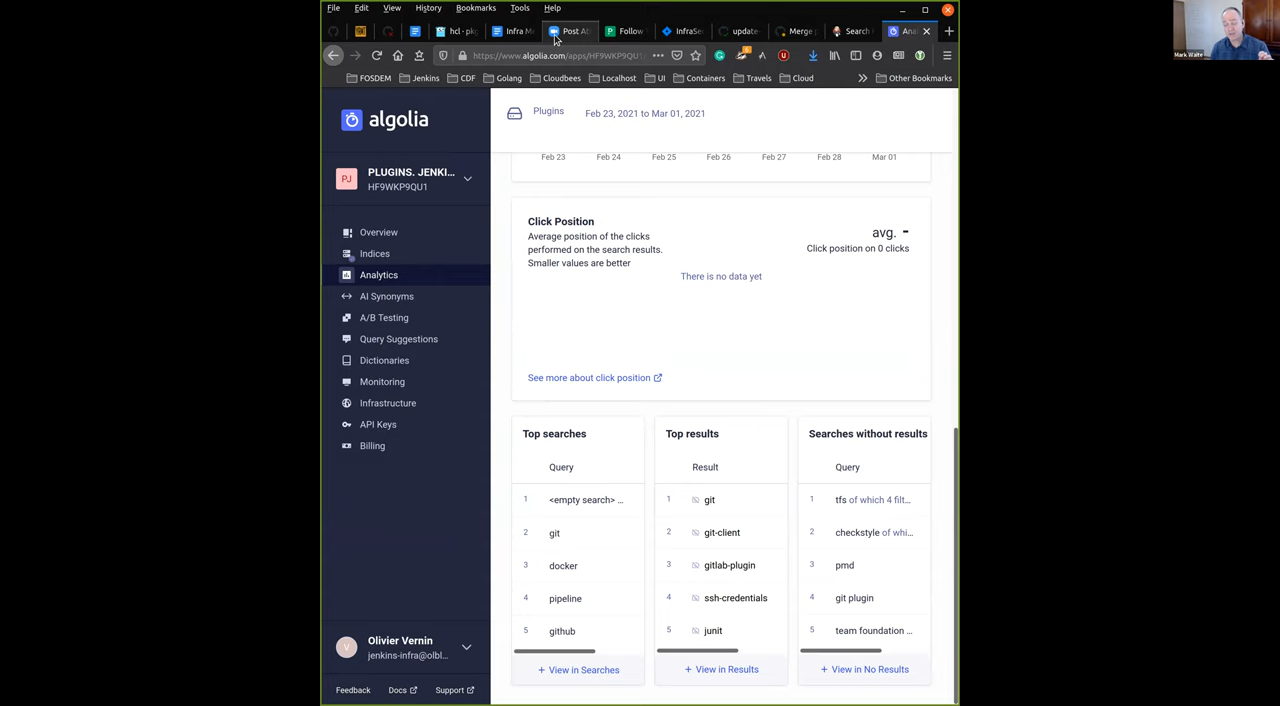 File Edit View History Bookmarks Tools Help
hcl - pkg Infra M Post At Follow InfraSec update Merge Search Ana
https://www.algolia.com/apps/HF9WKP9QU1
FOSDEM Jenkins CDF Golang Cloudbees Localhost UI Containers Travels Cloud Other Bookmarks
Mark Waite
algolia
PJ
PLUGINS. JENKI...
HF9WKP9QU1
Overview
Indices
Analytics
AI Synonyms
A/B Testing
Query Suggestions
Dictionaries
Monitoring
Infrastructure
API Keys
Billing
V
Olivier Vernin
jenkins-infra@olbl...
Feedback Docs Support
Plugins Feb 23, 2021 to Mar 01, 2021
Feb 23 Feb 24 Feb 25 Feb 26 Feb 27 Feb 28 Mar 01
Click Position
Average position of the clicks
performed on the search results.
Smaller values are better
avg. -
Click position on 0 clicks
There is no data yet
See more about click position
Top searches
Query
1 <empty search> ...
2 git
3 docker
4 pipeline
5 github
+ View in Searches
Top results
Result
1 git
2 git-client
3 gitlab-plugin
4 ssh-credentials
5 junit
+ View in Results
Searches without results
Query
1 tfs of which 4 filt...
2 checkstyle of whi...
3 pmd
4 git plugin
5 team foundation ...
+ View in No Results